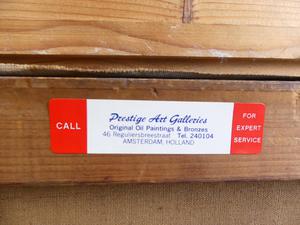 CALL
Prestige Art Galleries
Original Oil Paintings & Bronzes
46 Reguliersbreestraat Tel. 240104
AMSTERDAM, HOLLAND
FOR
EXPERT
SERVICE